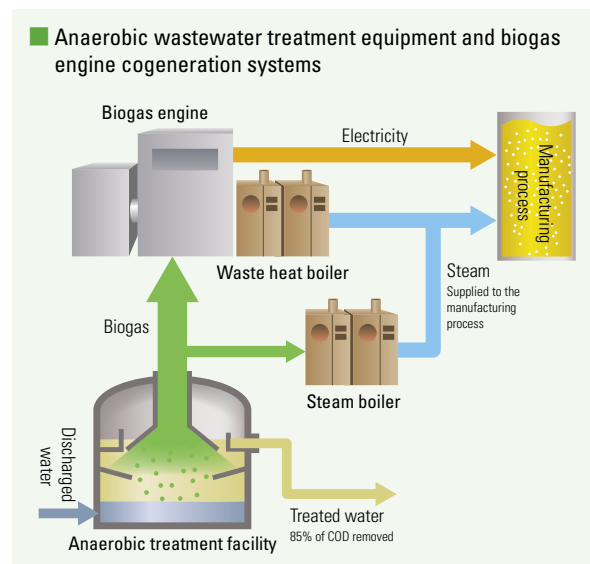 Anaerobic wastewater treatment equipment and biogas
engine cogeneration systems
Biogas engine
Electricity
Manufacturing
process
Waste heat boiler
Steam
Supplied to the
manufacturing
process
Biogas
Steam boiler
Discharged
water
Treated water
85% of COD removed
Anaerobic treatment facility